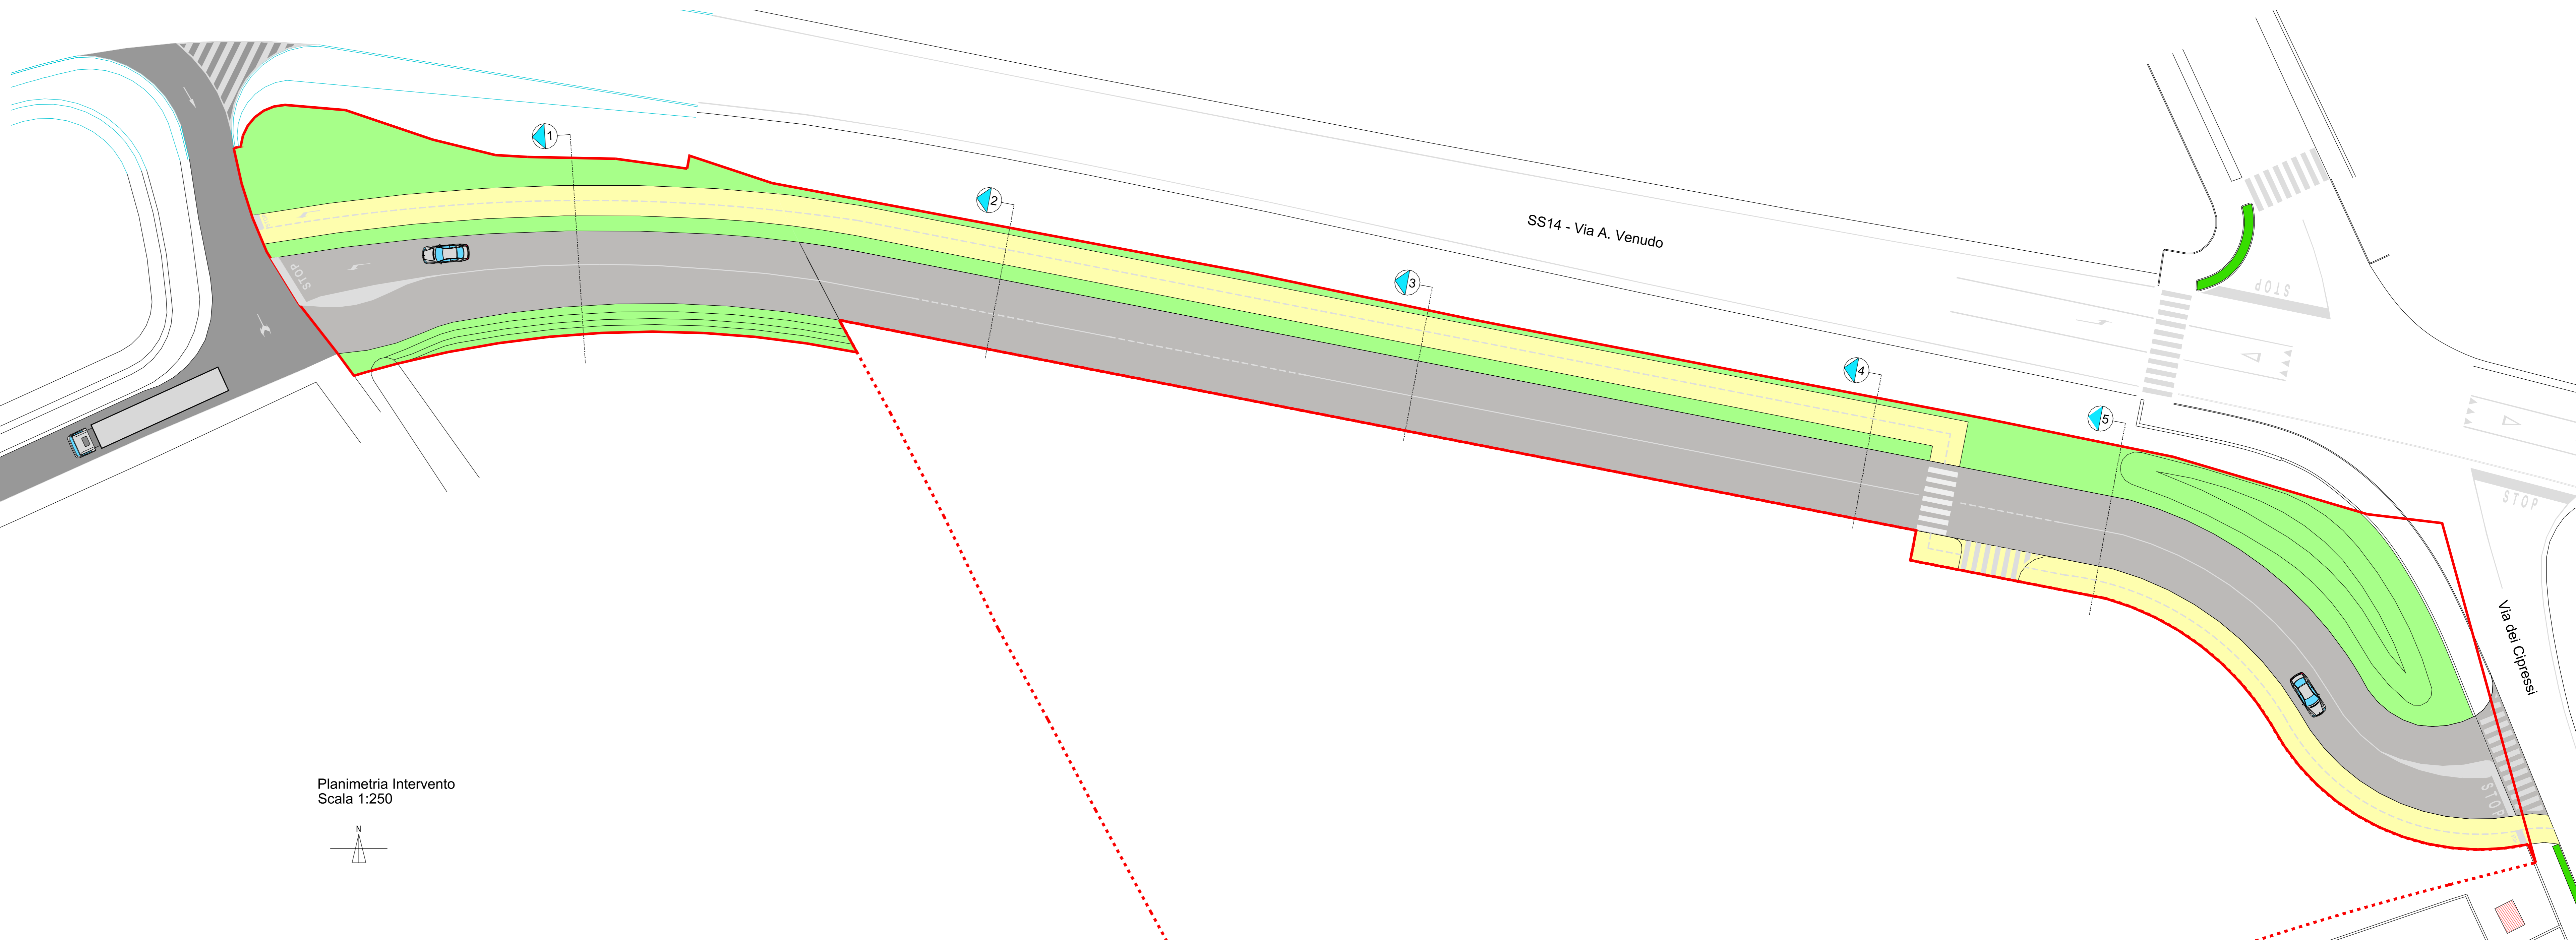 1
2
SS14 - Via A. Venudo
3
STOP
STOP
4
5
STOP
Via dei Cipressi
STOP
Planimetria Intervento
Scala 1:250
N